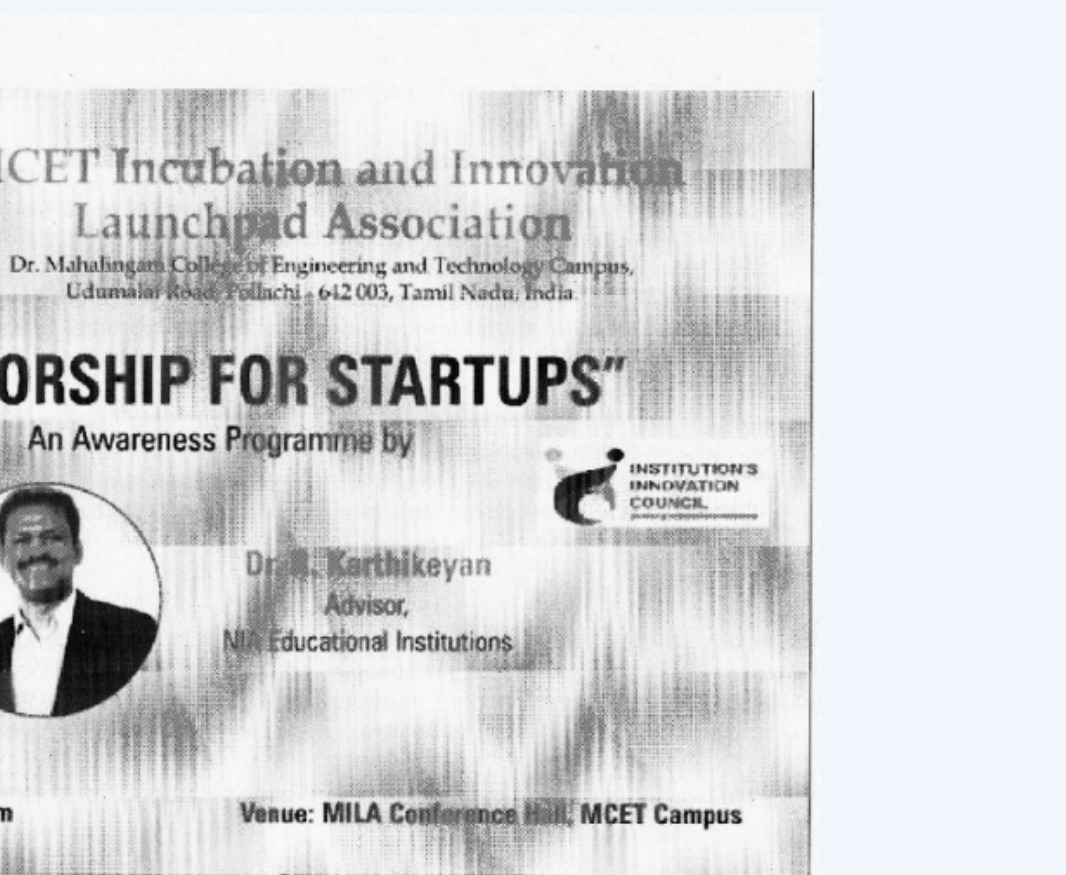 ICET Incubation and Innovation
Launchpad Association
Dr. Mahalingam College of Engineering and Technology Campus,
Udumalai Road, Pollachi - 642 003, Tamil Nadu, India.
ORSHIP FOR STARTUPS”
An Awareness Programme by
INSTITUTION'S
INNOVATION
COUNCIL
Dr. Karthikeyan
Advisor,
NIA Educational Institutions
m
Venue: MILA Conference Hall, MCET Campus